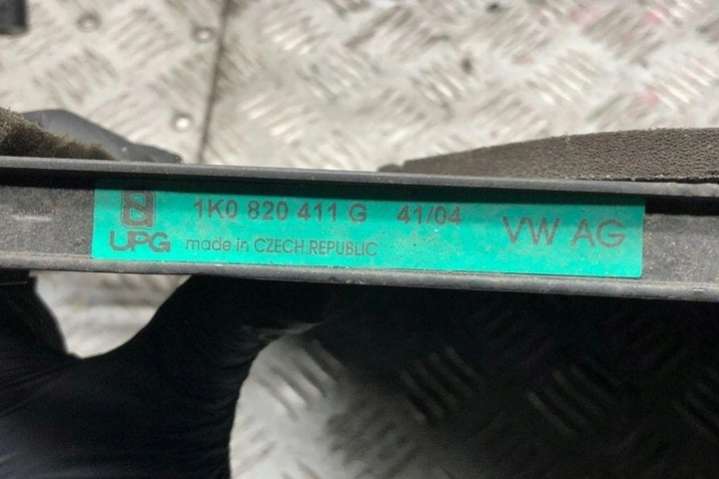 1K0 820 411 G 41/04 VW AG
UPG made in CZECH REPUBLIC